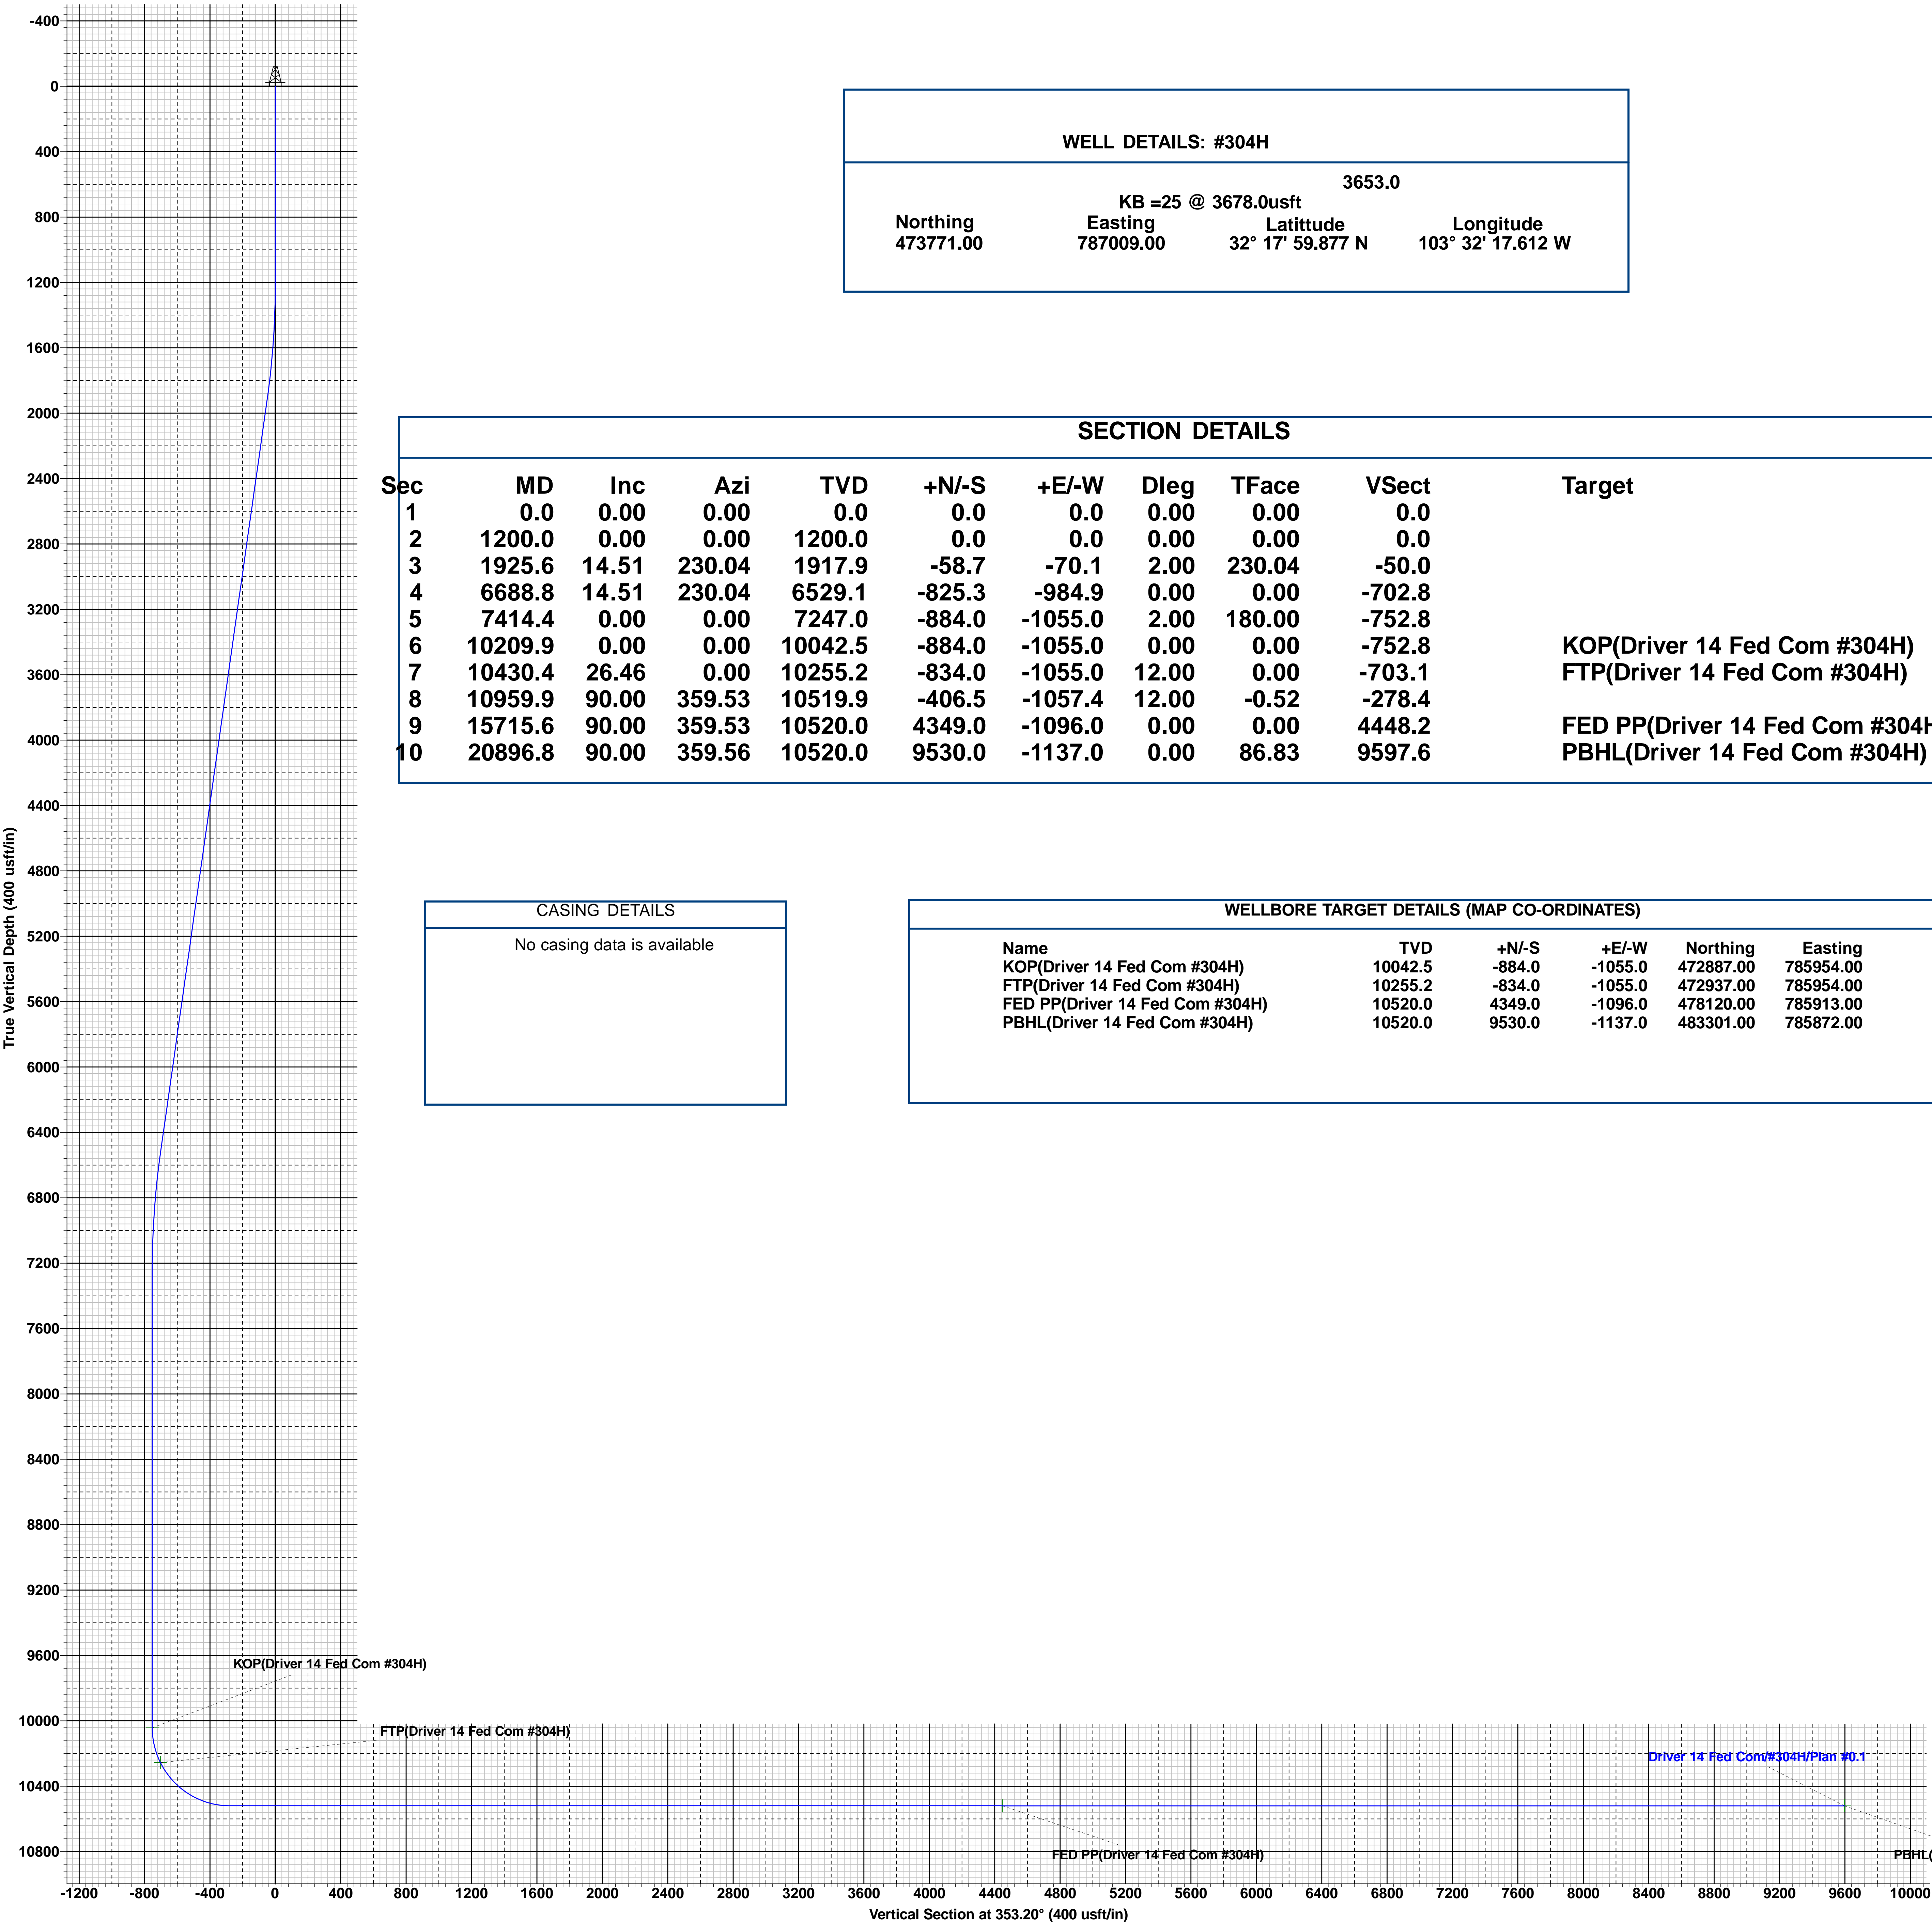 WELL DETAILS: #304H
3653.0
KB =25 @ 3678.0usft
Northing Easting Latittude Longitude
473771.00 787009.00 32° 17' 59.877 N 103° 32' 17.612 W
SECTION DETAILS
Sec MD Inc Azi TVD +N/-S +E/-W Dleg TFace VSect Target
1 0.0 0.00 0.00 0.0 0.0 0.0 0.00 0.00 0.0
2 1200.0 0.00 0.00 1200.0 0.0 0.0 0.00 0.00 0.0
3 1925.6 14.51 230.04 1917.9 -58.7 -70.1 2.00 230.04 -50.0
4 6688.8 14.51 230.04 6529.1 -825.3 -984.9 0.00 0.00 -702.8
5 7414.4 0.00 0.00 7247.0 -884.0 -1055.0 2.00 180.00 -752.8
6 10209.9 0.00 0.00 10042.5 -884.0 -1055.0 0.00 0.00 -752.8 KOP(Driver 14 Fed Com #304H)
7 10430.4 26.46 0.00 10255.2 -834.0 -1055.0 12.00 0.00 -703.1 FTP(Driver 14 Fed Com #304H)
8 10959.9 90.00 359.53 10519.9 -406.5 -1057.4 12.00 -0.52 -278.4
9 15715.6 90.00 359.53 10520.0 4349.0 -1096.0 0.00 0.00 4448.2 FED PP(Driver 14 Fed Com #304H
10 20896.8 90.00 359.56 10520.0 9530.0 -1137.0 0.00 86.83 9597.6 PBHL(Driver 14 Fed Com #304H)
CASING DETAILS
No casing data is available
WELLBORE TARGET DETAILS (MAP CO-ORDINATES)
Name TVD +N/-S +E/-W Northing Easting
KOP(Driver 14 Fed Com #304H) 10042.5 -884.0 -1055.0 472887.00 785954.00
FTP(Driver 14 Fed Com #304H) 10255.2 -834.0 -1055.0 472937.00 785954.00
FED PP(Driver 14 Fed Com #304H) 10520.0 4349.0 -1096.0 478120.00 785913.00
PBHL(Driver 14 Fed Com #304H) 10520.0 9530.0 -1137.0 483301.00 785872.00
True Vertical Depth (400 usft/in)
-400
0
400
800
1200
1600
2000
2400
2800
3200
3600
4000
4400
4800
5200
5600
6000
6400
6800
7200
7600
8000
8400
8800
9200
9600
10000
10400
10800
KOP(Driver 14 Fed Com #304H)
FTP(Driver 14 Fed Com #304H)
Driver 14 Fed Com/#304H/Plan #0.1
FED PP(Driver 14 Fed Com #304H)
PBHL(
-1200 -800 -400 0 400 800 1200 1600 2000 2400 2800 3200 3600 4000 4400 4800 5200 5600 6000 6400 6800 7200 7600 8000 8400 8800 9200 9600 10000
Vertical Section at 353.20° (400 usft/in)